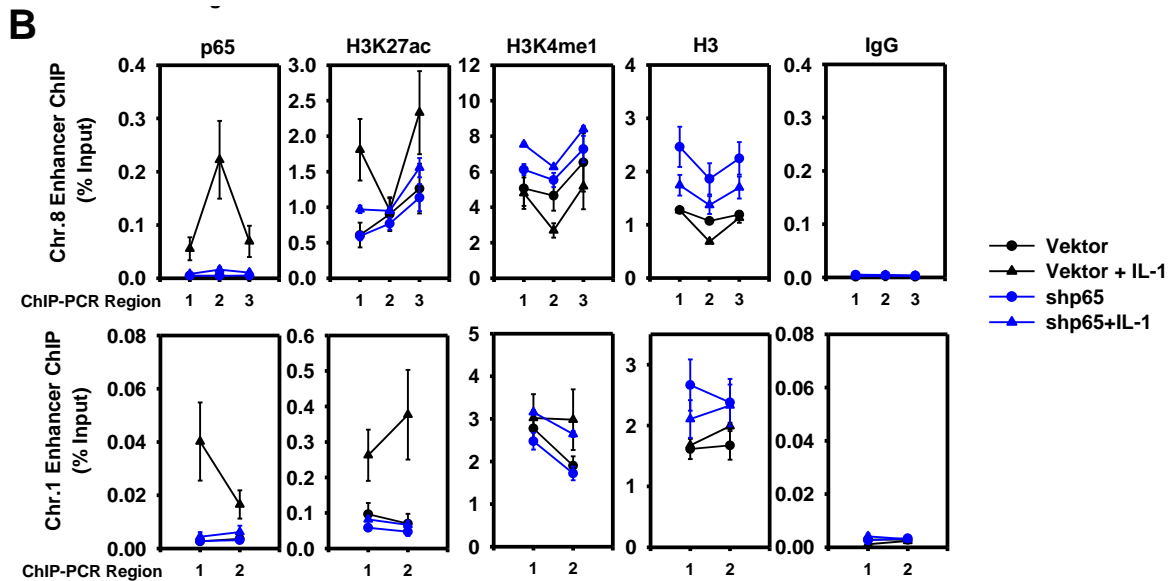 B
p65 H3K27ac H3K4me1 H3 IgG
Chr.8 Enhancer ChIP
(% Input)
0.4 3.0 12 4 0.4
2.5 10
0.3 2.0 8 3 0.3
0.2 1.5 6 2 0.2
1.0 4
0.1 0.5 2 1 0.1
0.0 0.0 0 0 0.0
ChIP-PCR Region 1 2 3 1 2 3 1 2 3 1 2 3 1 2 3
Vektor
Vektor + IL-1
shp65
shp65+IL-1
Chr.1 Enhancer ChIP
(% Input)
0.08 0.6 5 0.08
0.5 4 3
0.06 0.4 0.06
3 2
0.04 0.3 0.04
0.2 2
0.02 0.1 1 1 0.02
0.00 0.0 0 0 0.00
ChIP-PCR Region 1 2 1 2 1 2 1 2 1 2